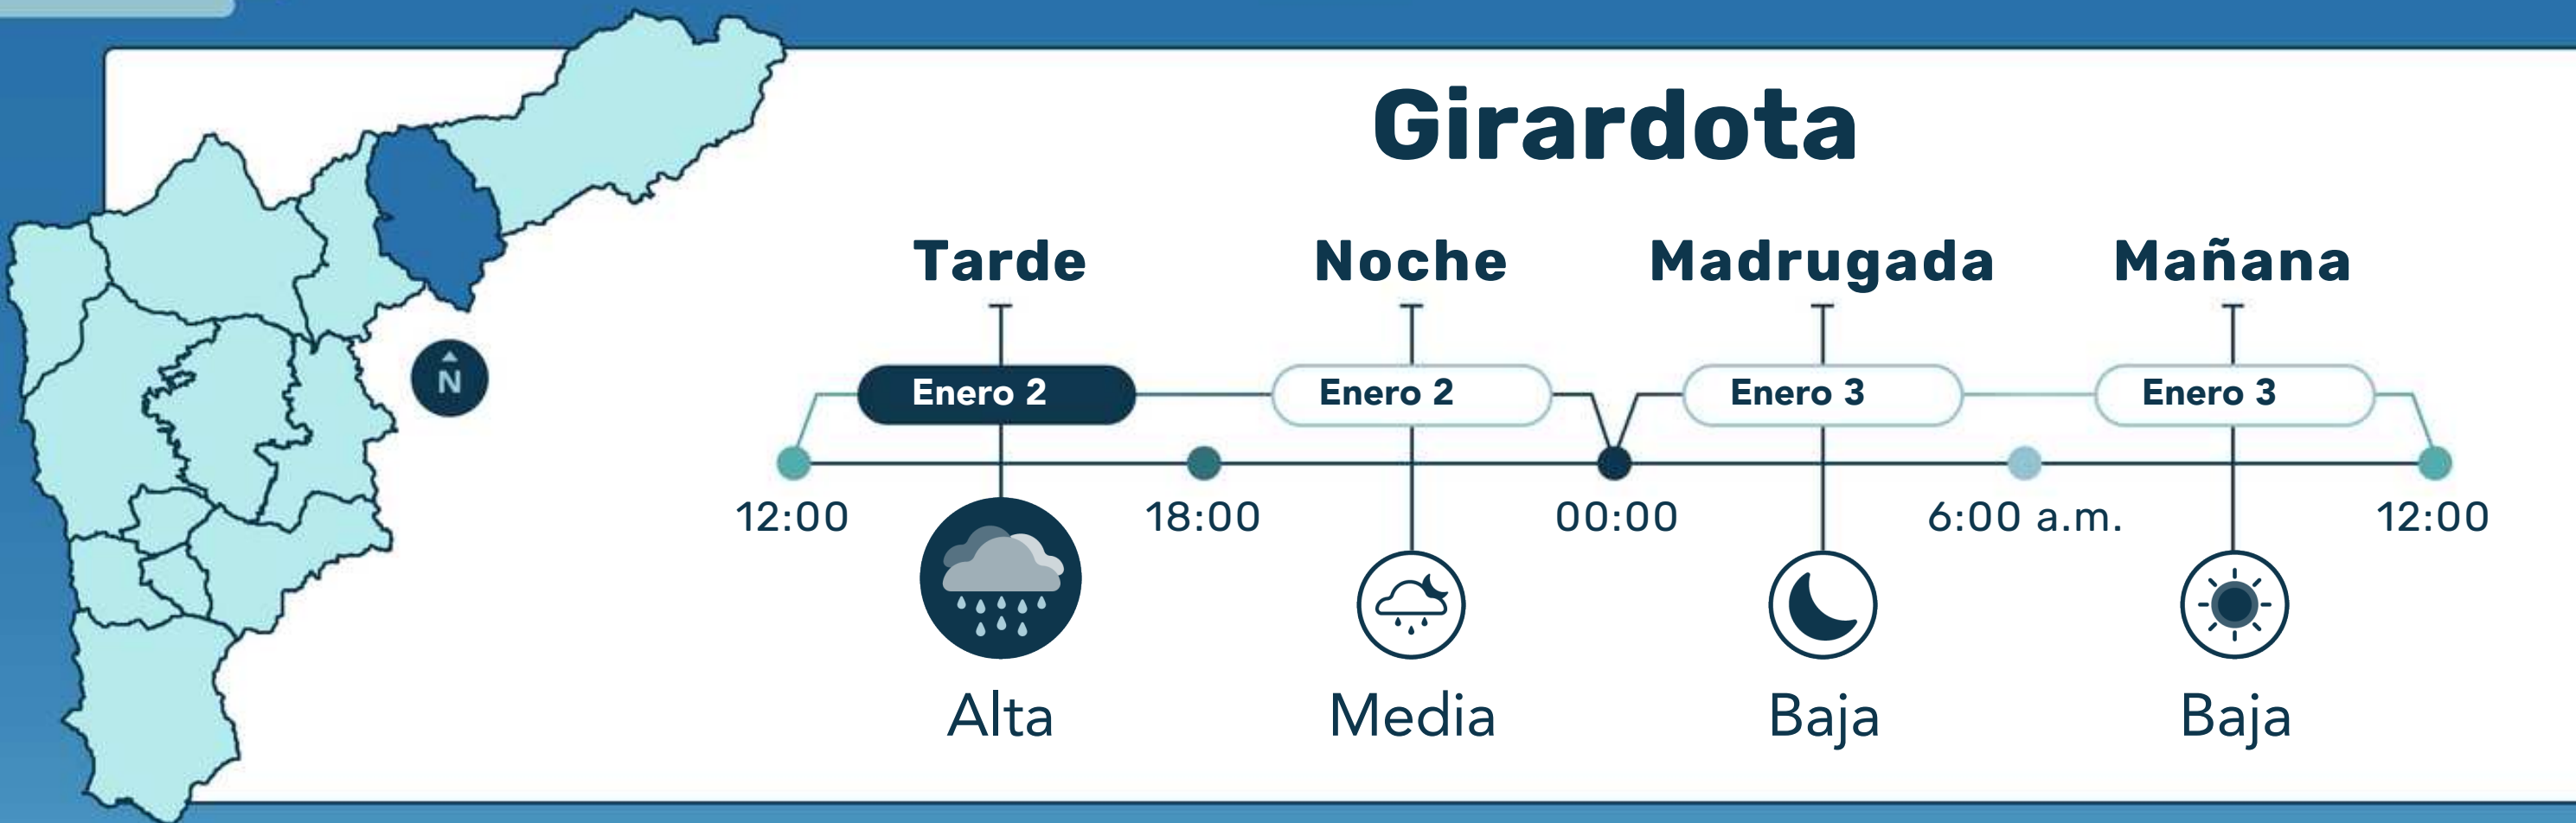 Girardota
Tarde Noche Madrugada Mañana
Enero 2 Enero 2 Enero 3 Enero 3
N
12:00 18:00 00:00 6:00 a.m. 12:00
Alta Media Baja Baja